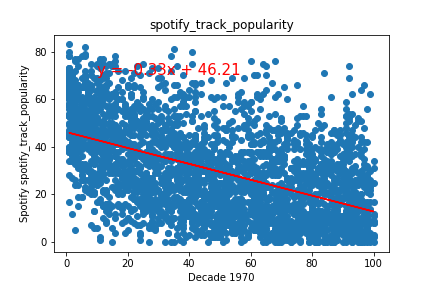 spotify_track_popularity
y = -0.33x + 46.21
Spotify spotify_track_popularity
80
60
40
20
0
0 20 40 60 80 100
Decade 1970